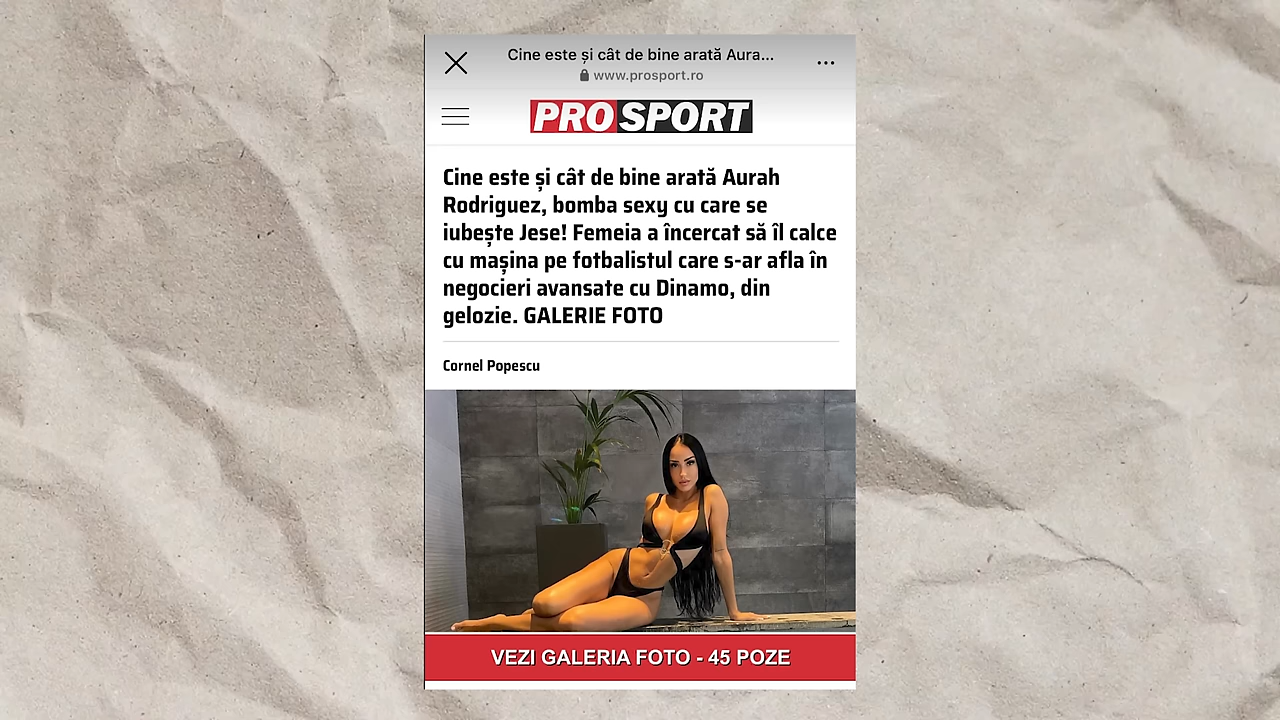 Cine este și cât de bine arată Aura...
www.prosport.ro
PROSPORT
Cine este și cât de bine arată Aurah
Rodriguez, bomba sexy cu care se
iubește Jese! Femeia a încercat să îl calce
cu mașina pe fotbalistul care s-ar afla în
negocieri avansate cu Dinamo, din
gelozie. GALERIE FOTO
Cornel Popescu
VEZI GALERIA FOTO - 45 POZE